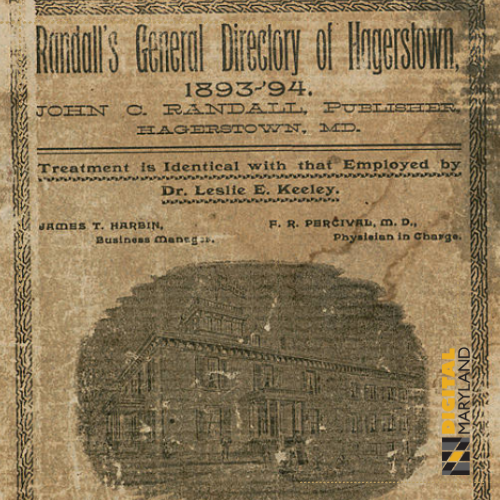 Randall's General Directory of Hagerstown,
1893-'94.
JOHN C. RANDALL, PUBLISHER,
HAGERSTOWN, MD.
Treatment is Identical with that Employed by
Dr. Leslie E. Keeley.
JAMES T. HARBIN,
Business Manager.
F. R. PERCIVAL, M. D.,
Physician in Charge.
DIGITAL
MARYLAND